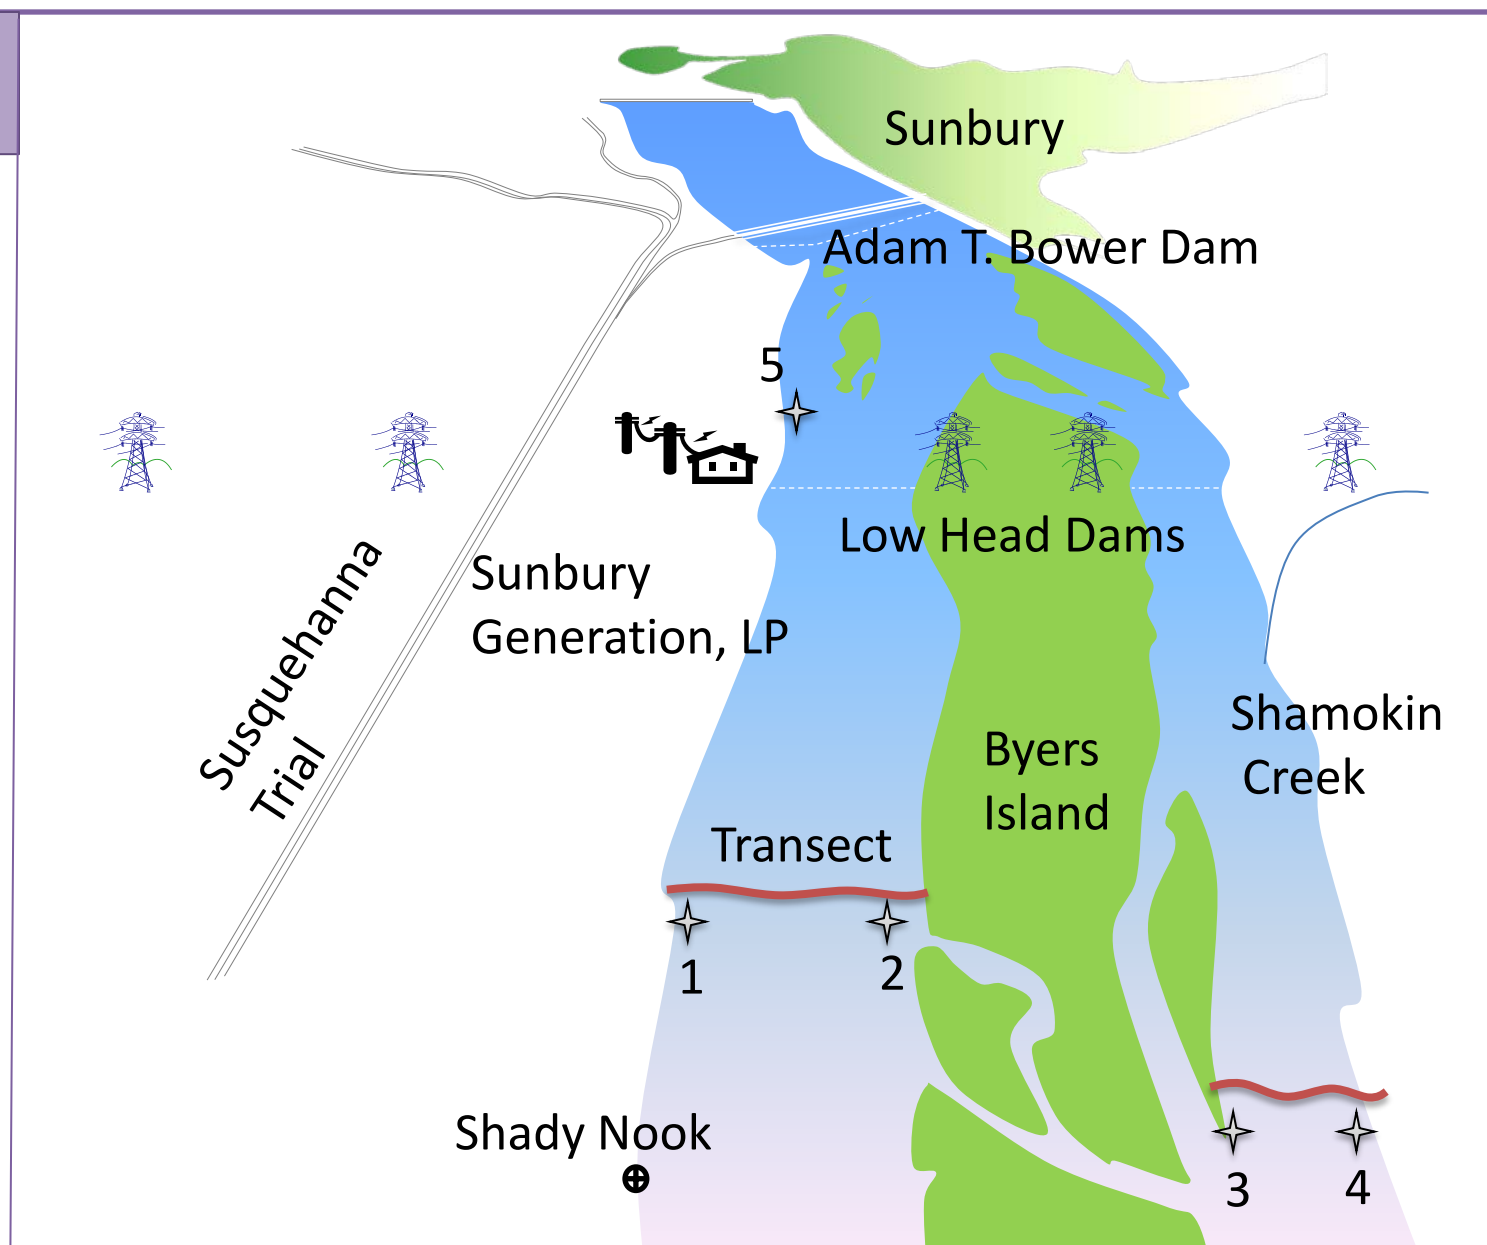 Sunbury
Adam T. Bower Dam
5
Low Head Dams
Sunbury
Generation, LP
Susquehanna
Trial
Shamokin
Creek
Byers
Island
Transect
1
2
Shady Nook
3
4